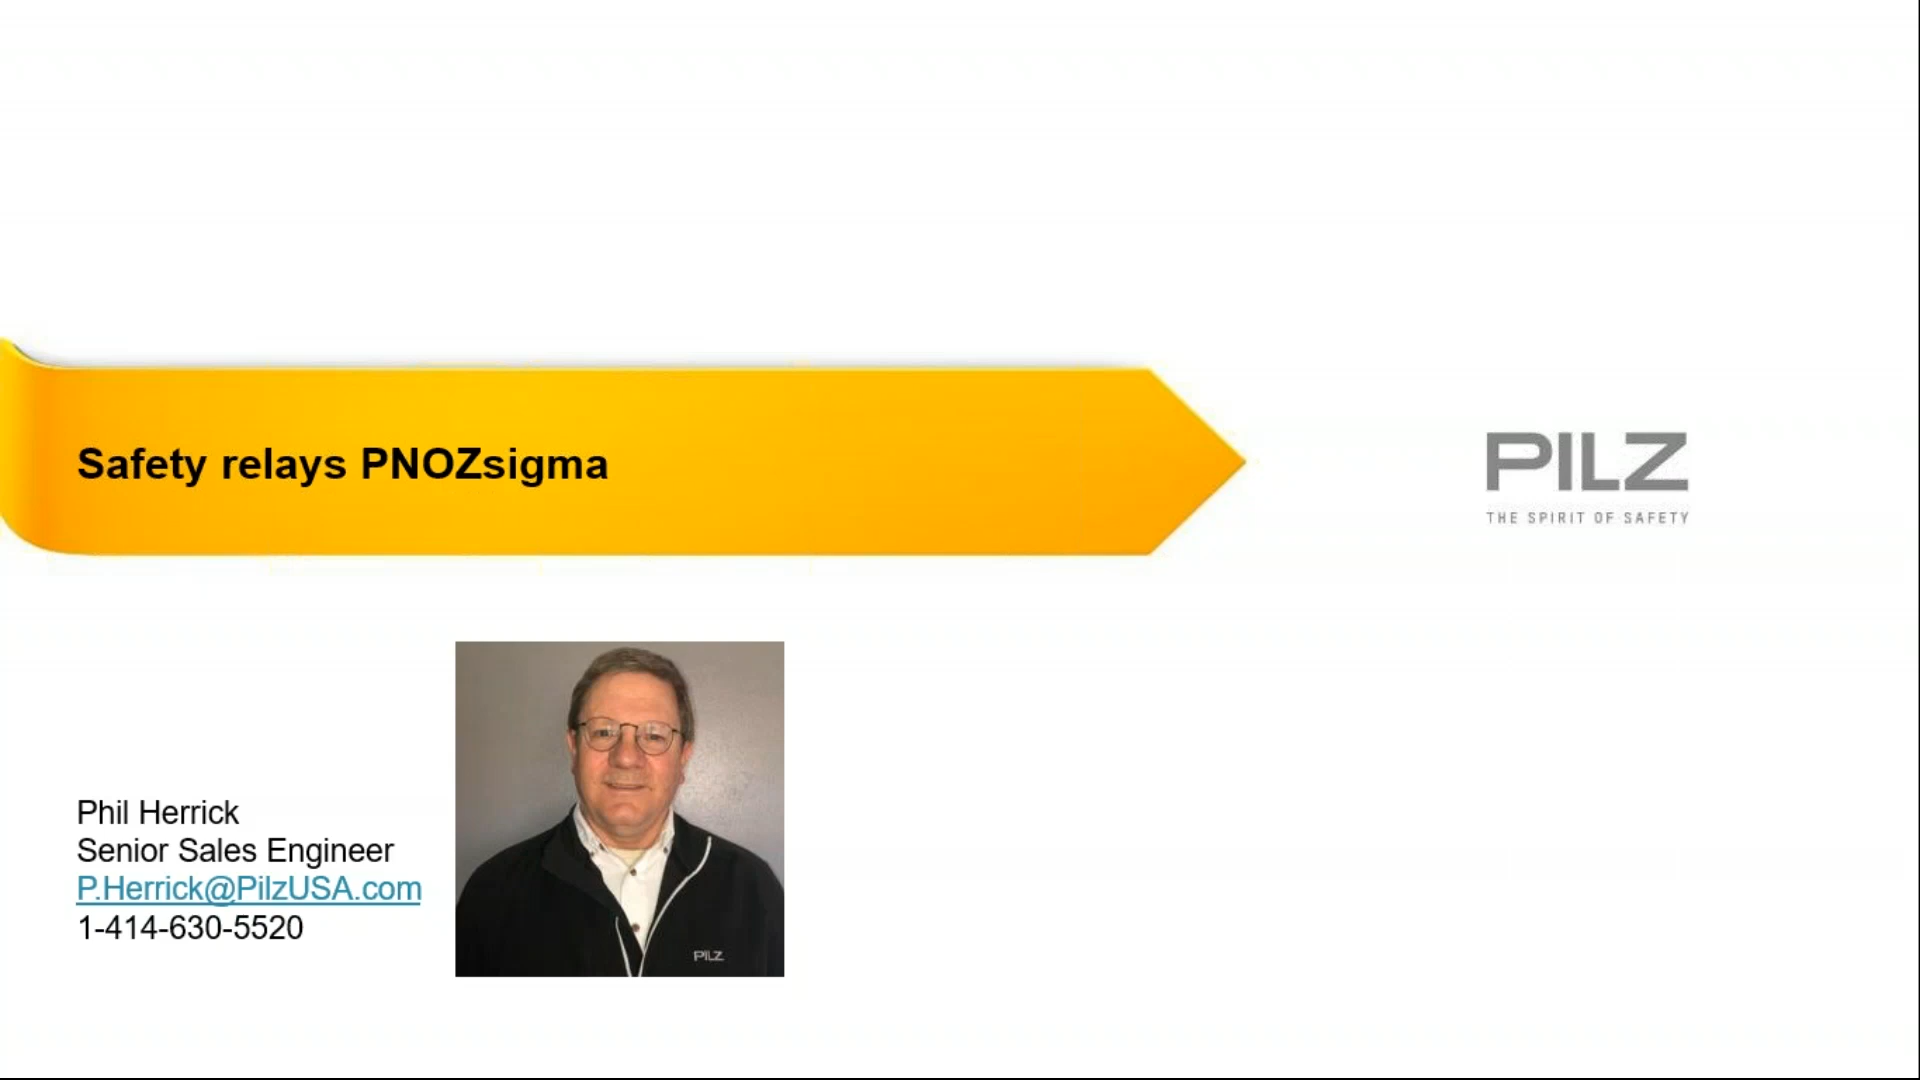 Safety relays PNOZsigma
PILZ
THE SPIRIT OF SAFETY
Phil Herrick
Senior Sales Engineer
P.Herrick@PilzUSA.com
1-414-630-5520
PILZ